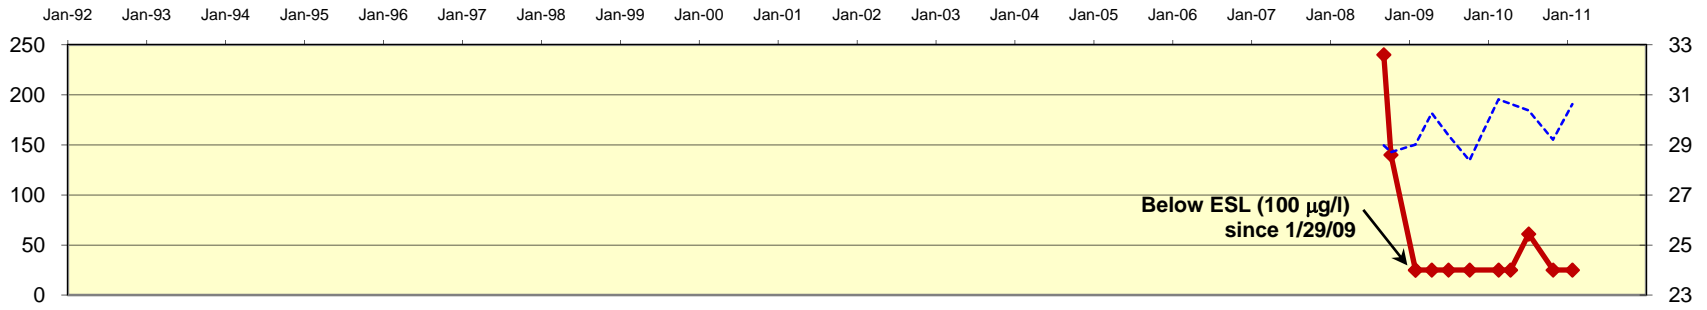 Jan-92 Jan-93 Jan-94 Jan-95 Jan-96 Jan-97 Jan-98 Jan-99 Jan-00 Jan-01 Jan-02 Jan-03 Jan-04 Jan-05 Jan-06 Jan-07 Jan-08 Jan-09 Jan-10 Jan-11
250 33
200 31
150 29
100 27
Below ESL (100 µg/l)
since 1/29/09
50 25
0 23